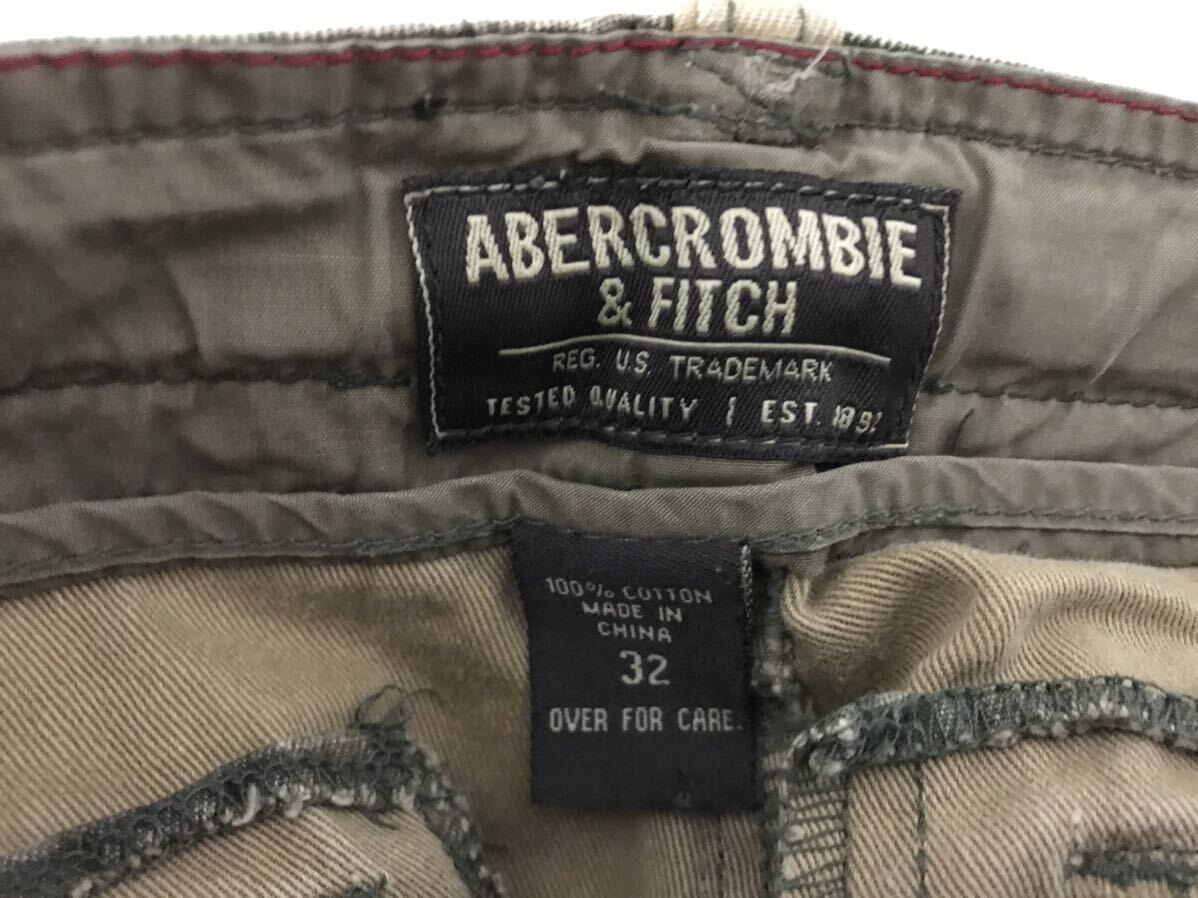 ABERCROMBIE
& FITCH
REG. U.S. TRADEMARK
TESTED QUALITY | EST. 1892
100% COTTON
MADE IN
CHINA
32
OVER FOR CARE.